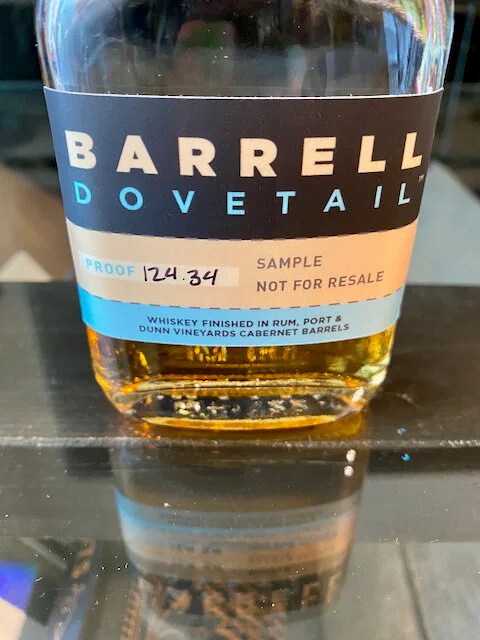 BARRELL
DOVETAIL™
PROOF 124.34
SAMPLE
NOT FOR RESALE
WHISKEY FINISHED IN RUM, PORT &
DUNN VINEYARDS CABERNET BARRELS